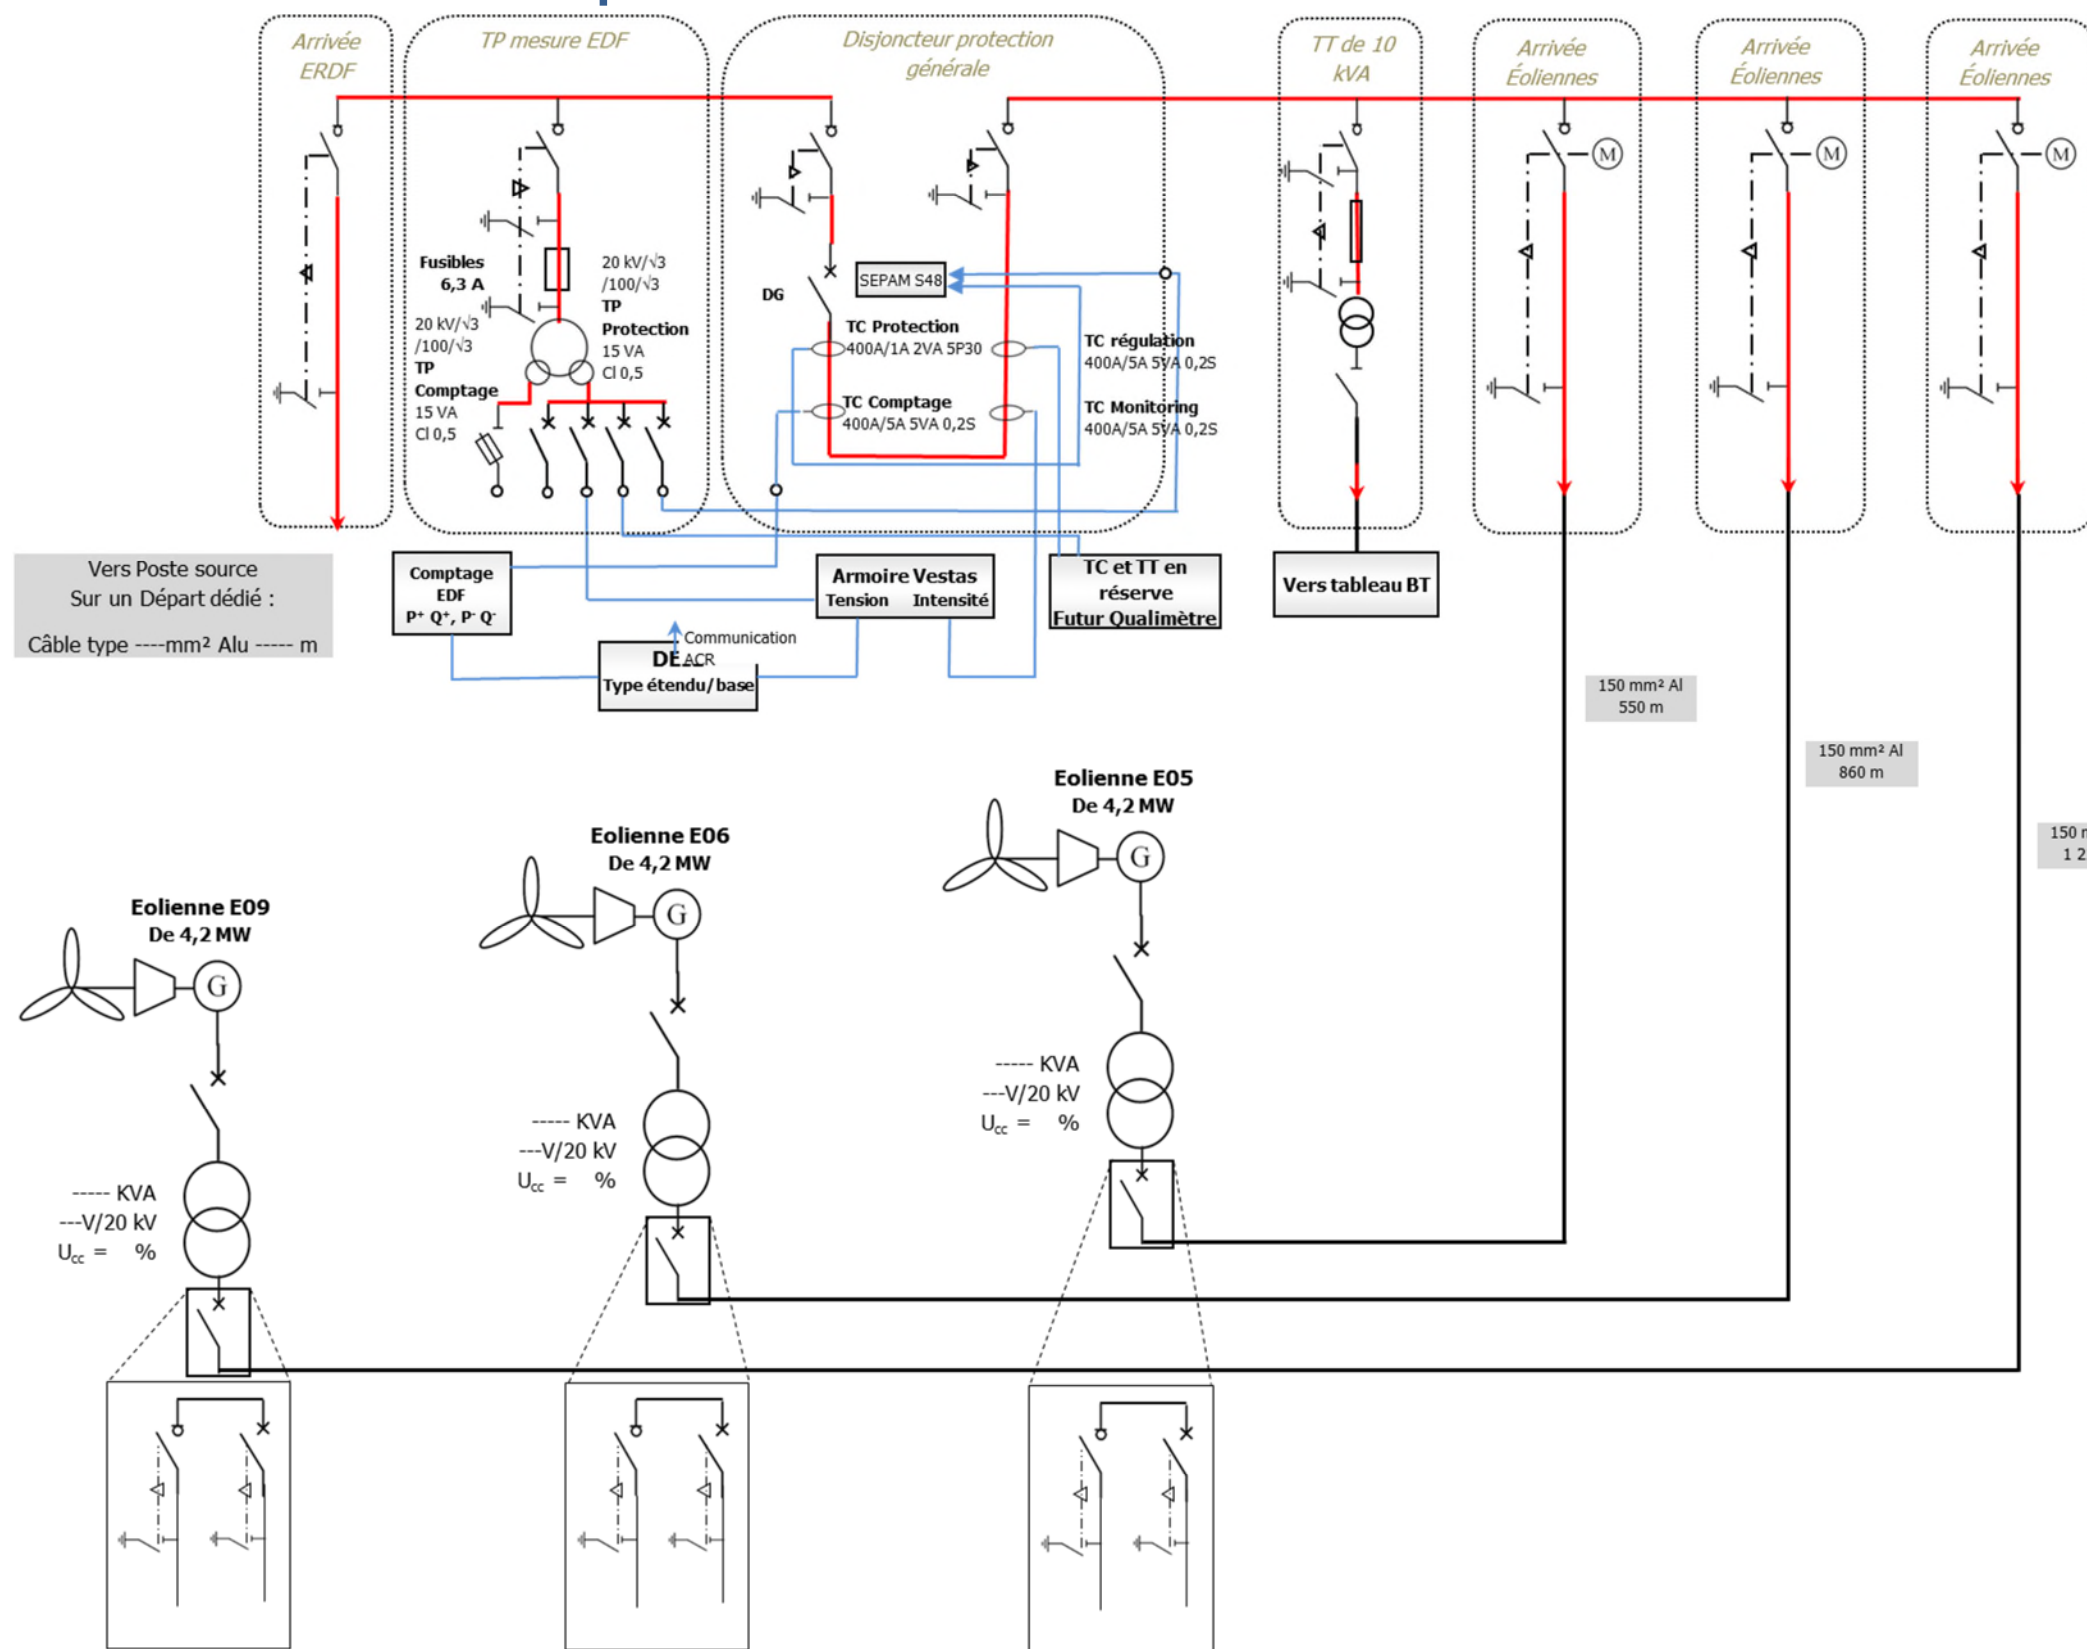 Arrivée
ERDF
TP mesure EDF
Disjoncteur protection
générale
TT de 10
kVA
Arrivée
Éoliennes
Arrivée
Éoliennes
Arrivée
Éoliennes
M
M
M
Fusibles
6,3 A
20 kV/√3
/100/√3
TP
Protection
15 VA
Cl 0,5
20 kV/√3
/100/√3
TP
Comptage
15 VA
Cl 0,5
DG
SEPAM S48
TC Protection
400A/1A 2VA 5P30
TC Comptage
400A/5A 5VA 0,2S
TC régulation
400A/5A 5VA 0,2S
TC Monitoring
400A/5A 5VA 0,2S
Vers Poste source
Sur un Départ dédié :
Câble type ----mm² Alu ----- m
Comptage
EDF
P⁺ Q⁺, P⁻ Q⁻
Armoire Vestas
Tension Intensité
TC et TT en
réserve
Futur Qualimètre
Vers tableau BT
Communication
ACR
Type étendu/base
150 mm² Al
550 m
150 mm² Al
860 m
Eolienne E05
De 4,2 MW
G
Eolienne E06
De 4,2 MW
G
Eolienne E09
De 4,2 MW
G
----- KVA
---V/20 kV
Ucc = %
----- KVA
---V/20 kV
Ucc = %
----- KVA
---V/20 kV
Ucc = %